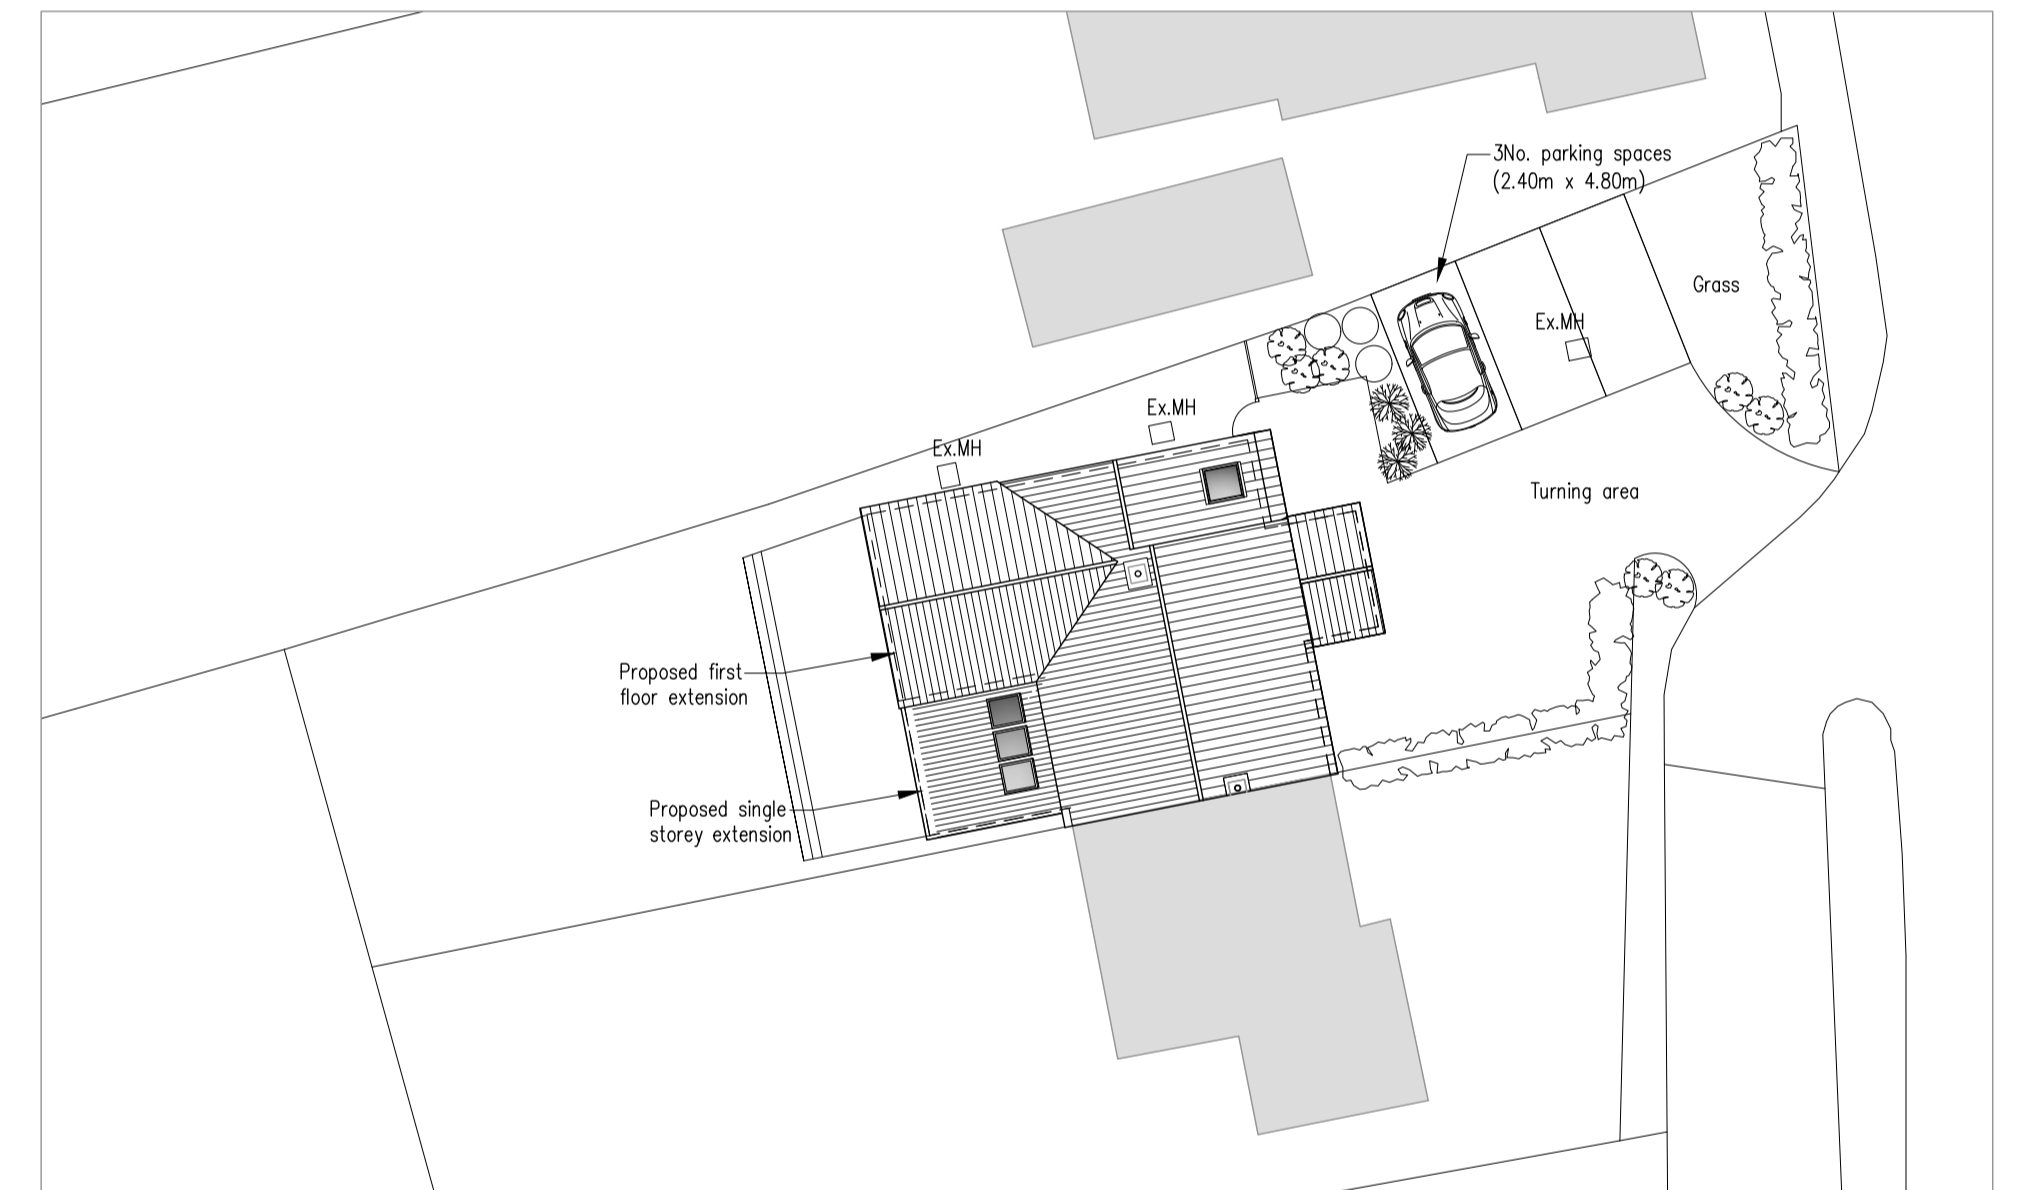 3No. parking spaces
(2.40m x 4.80m)
Grass
Ex.MH
Ex.MH
Ex.MH
Turning area
Proposed first
floor extension
Proposed single
storey extension